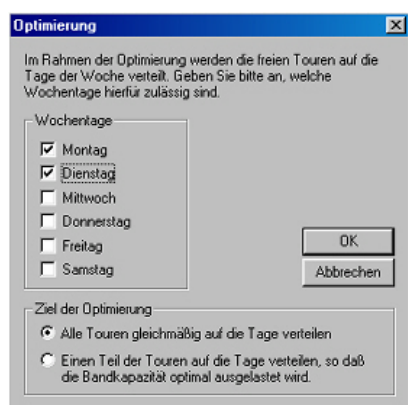 Optimierung
Im Rahmen der Optimierung werden die freien Touren auf die
Tage der Woche verteilt. Geben Sie bitte an, welche
Wochentage hierfür zulässig sind.
Wochentage
Montag
Dienstag
Mittwoch
Donnerstag
Freitag
Samstag
OK
Abbrechen
Ziel der Optimierung
Alle Touren gleichmäßig auf die Tage verteilen
Einen Teil der Touren auf die Tage verteilen, so daß
die Bandkapazität optimal ausgelastet wird.